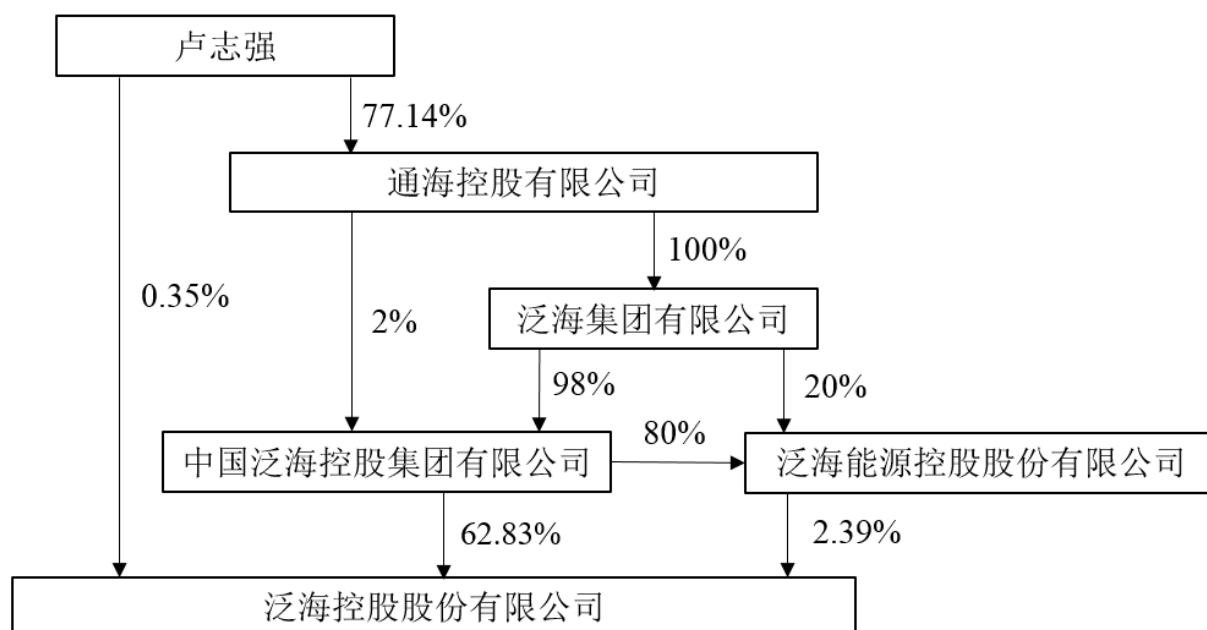 卢志强
77.14%
通海控股有限公司
100%
0.35%
泛海集团有限公司
2%
98%
20%
80%
中国泛海控股集团有限公司
泛海能源控股股份有限公司
62.83%
2.39%
泛海控股股份有限公司